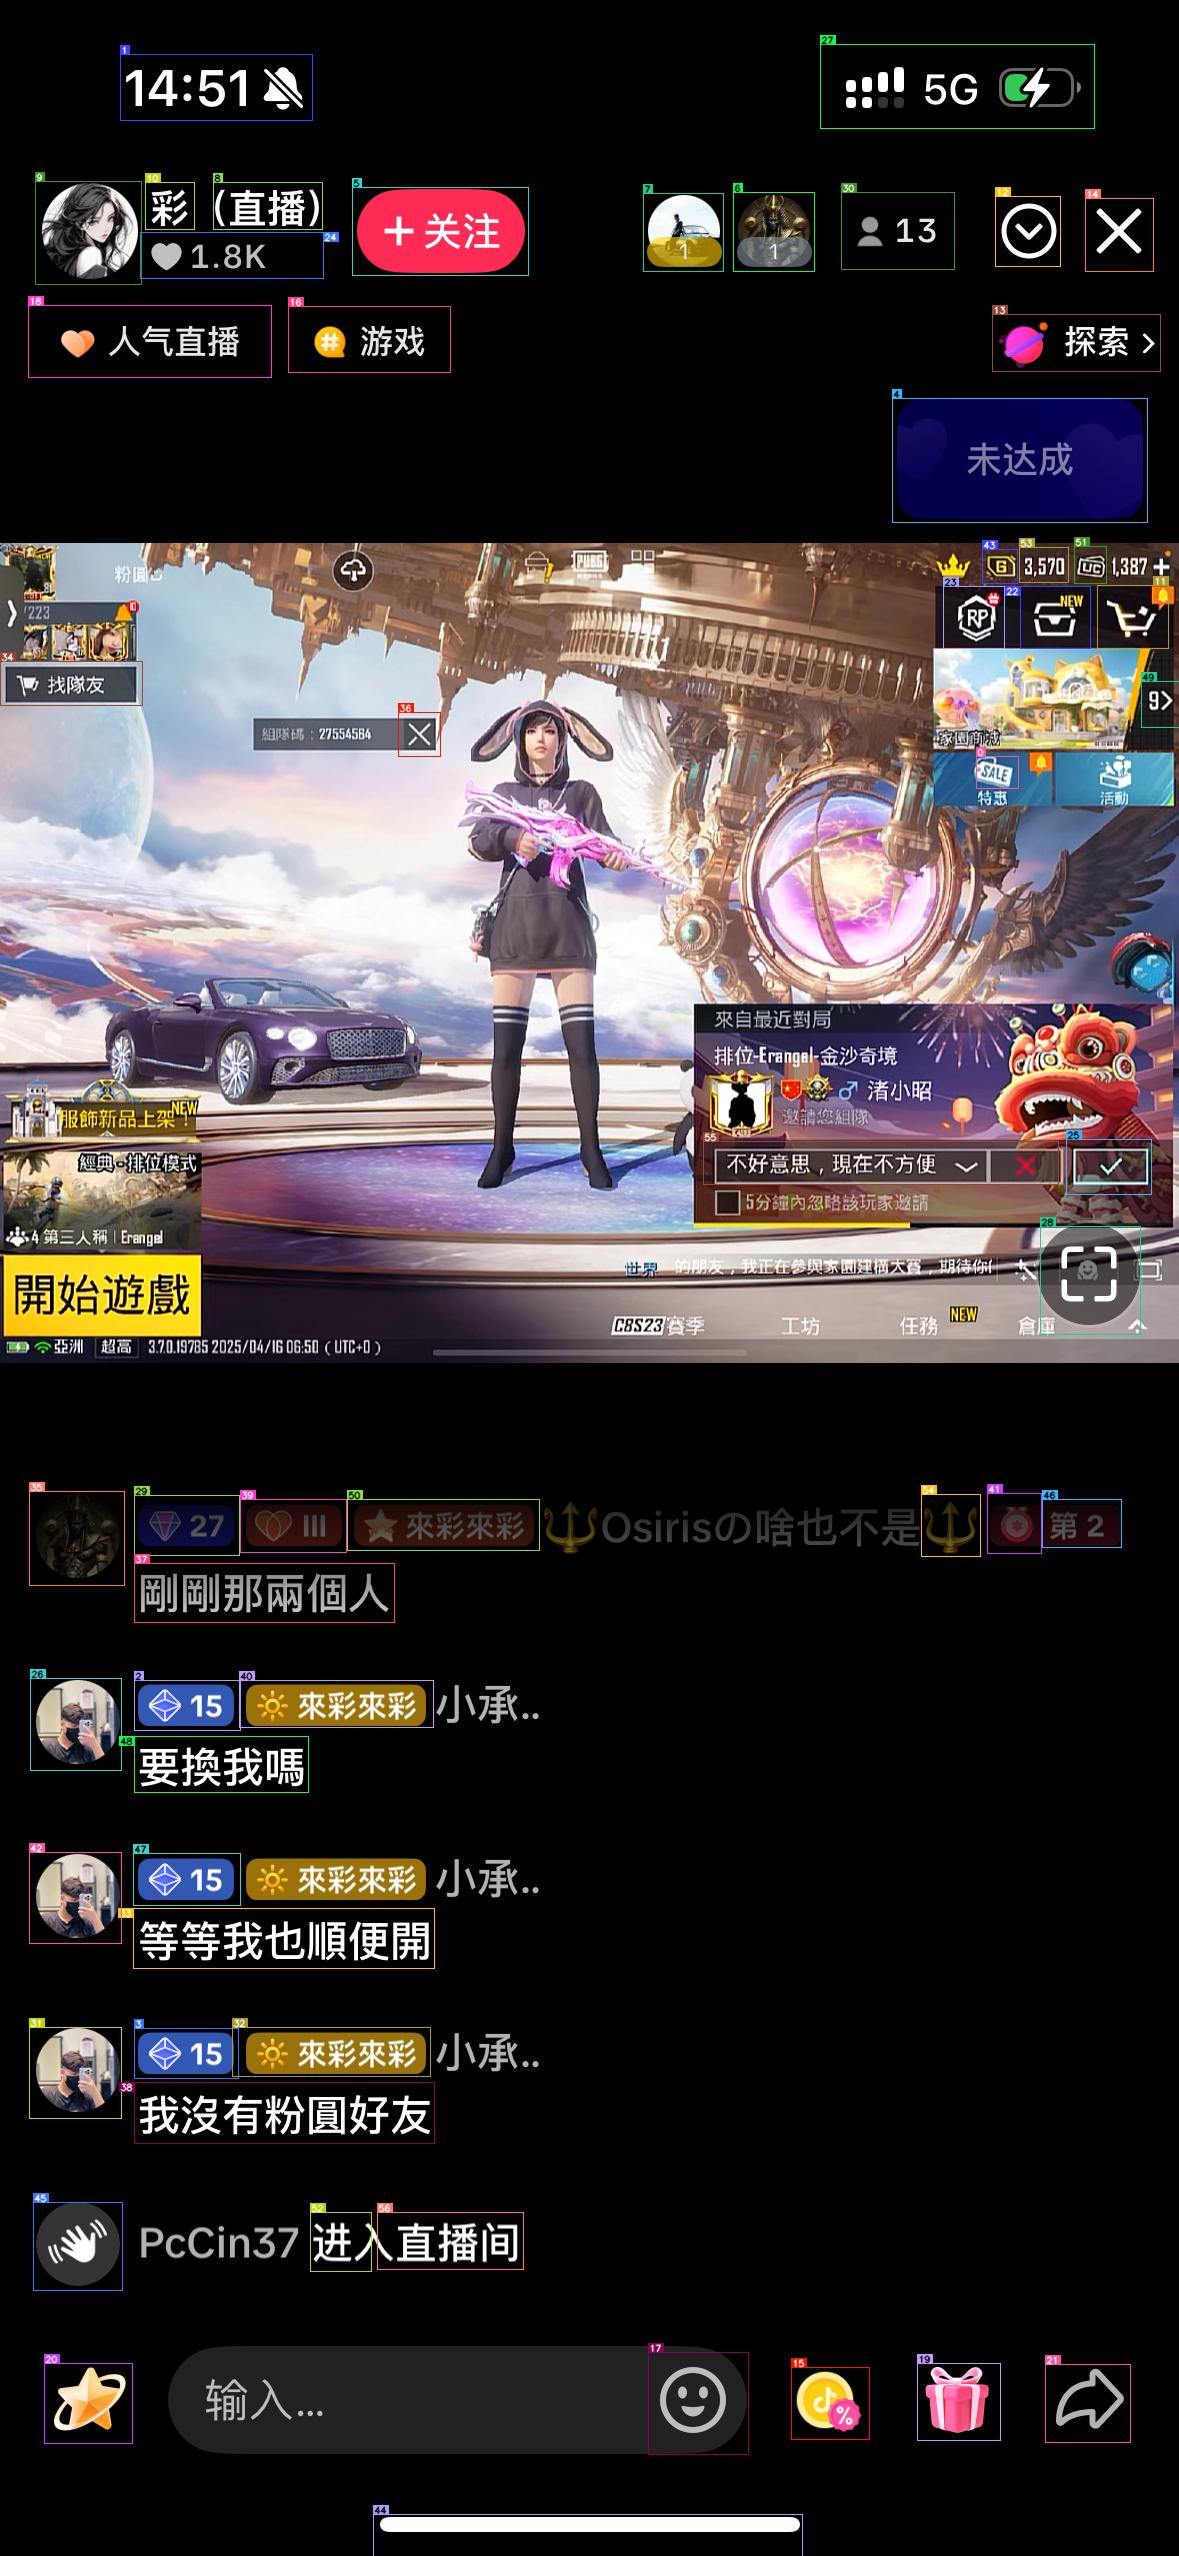 14:51 5G
彩 (直播) +关注 1 1 13
1.8K
人气直播 游戏 探索
未达成
粉圓 PUBG MOBILE 3,570 UC 1,387 +
/223 RP NEW
找隊友
9
組隊碼：27554564 家園商城
SALE
特惠 活動
來自最近對局
排位-Erangel-金沙奇境
渚小昭
邀請您組隊
服飾新品上架！ NEW
經典-排位模式 不好意思，現在不方便
5分鐘內忽略該玩家邀請
4 第三人稱 | Erangel
世界 的朋友，我正在參與家園建構大賽，期待你
開始遊戲
C8S23 賽季 工坊 任務 NEW 倉庫
亞洲 超高 3.7.0.19785 2025/04/16 06:50 (UTC+0)
27 III 來彩來彩 Osirisの啥也不是 第 2
剛剛那兩個人
15 來彩來彩 小承..
要換我嗎
15 來彩來彩 小承..
等等我也順便開
15 來彩來彩 小承..
我沒有粉圓好友
PcCin37 进入直播间
输入...